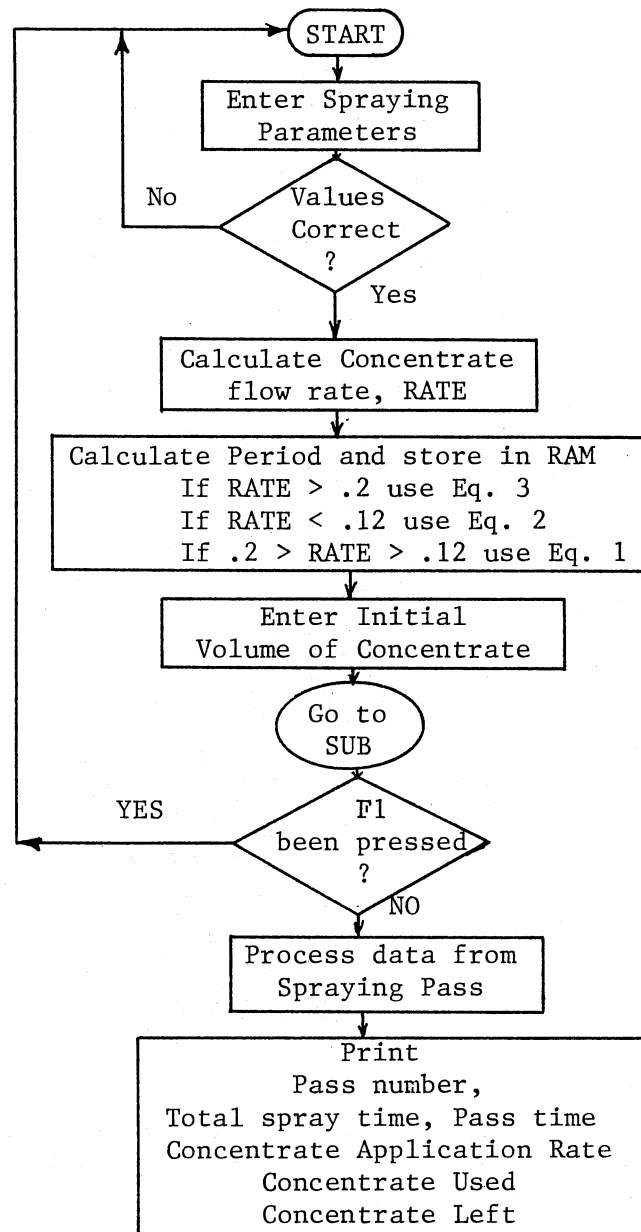 START
Enter Spraying
Parameters
No
Values
Correct
?
Yes
Calculate Concentrate
flow rate, RATE
Calculate Period and store in RAM
If RATE > .2 use Eq. 3
If RATE < .12 use Eq. 2
If .2 > RATE > .12 use Eq. 1
Enter Initial
Volume of Concentrate
Go to
SUB
YES
F1
been pressed
?
NO
Process data from
Spraying Pass
Print
Pass number,
Total spray time, Pass time
Concentrate Application Rate
Concentrate Used
Concentrate Left